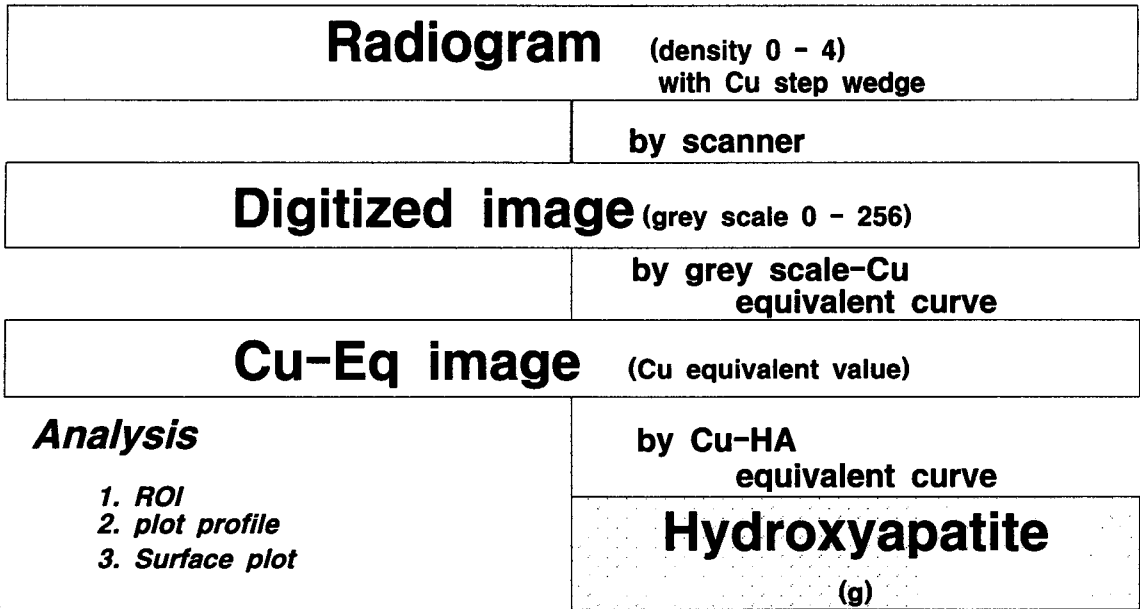 Radiogram (density 0 - 4)
with Cu step wedge
by scanner
Digitized image (grey scale 0 - 256)
by grey scale-Cu
equivalent curve
Cu-Eq image (Cu equivalent value)
Analysis
1. ROI
2. plot profile
3. Surface plot
by Cu-HA
equivalent curve
Hydroxyapatite
(g)